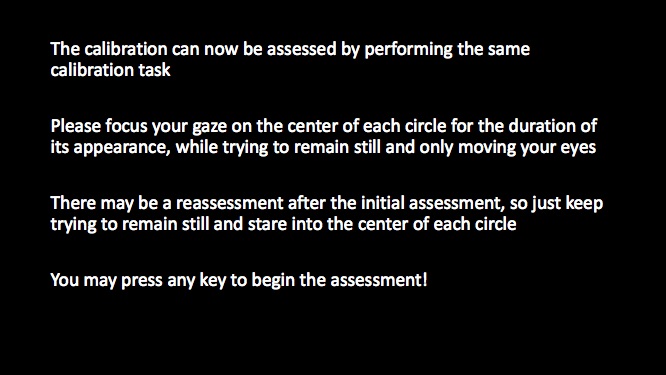 The calibration can now be assessed by performing the same
calibration task
Please focus your gaze on the center of each circle for the duration of
its appearance, while trying to remain still and only moving your eyes
There may be a reassessment after the initial assessment, so just keep
trying to remain still and stare into the center of each circle
You may press any key to begin the assessment!